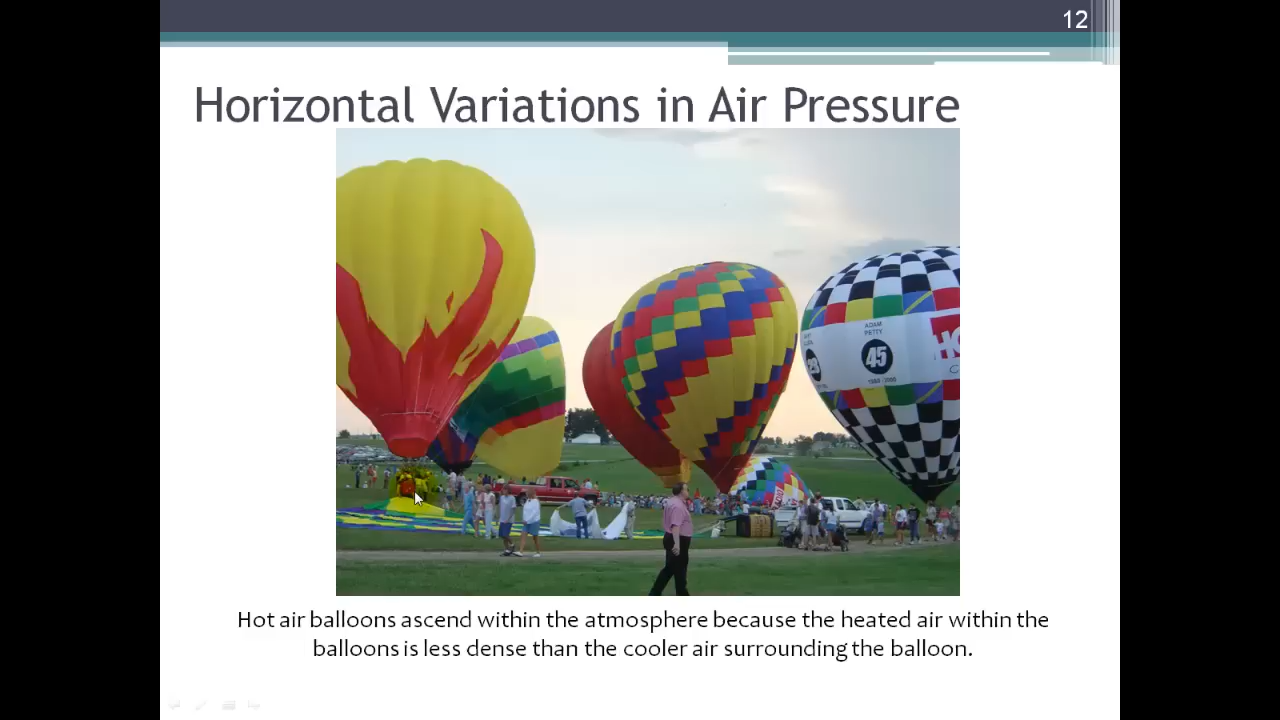 12
Horizontal Variations in Air Pressure
ADAM
PETTY
45
Hot air balloons ascend within the atmosphere because the heated air within the
balloons is less dense than the cooler air surrounding the balloon.